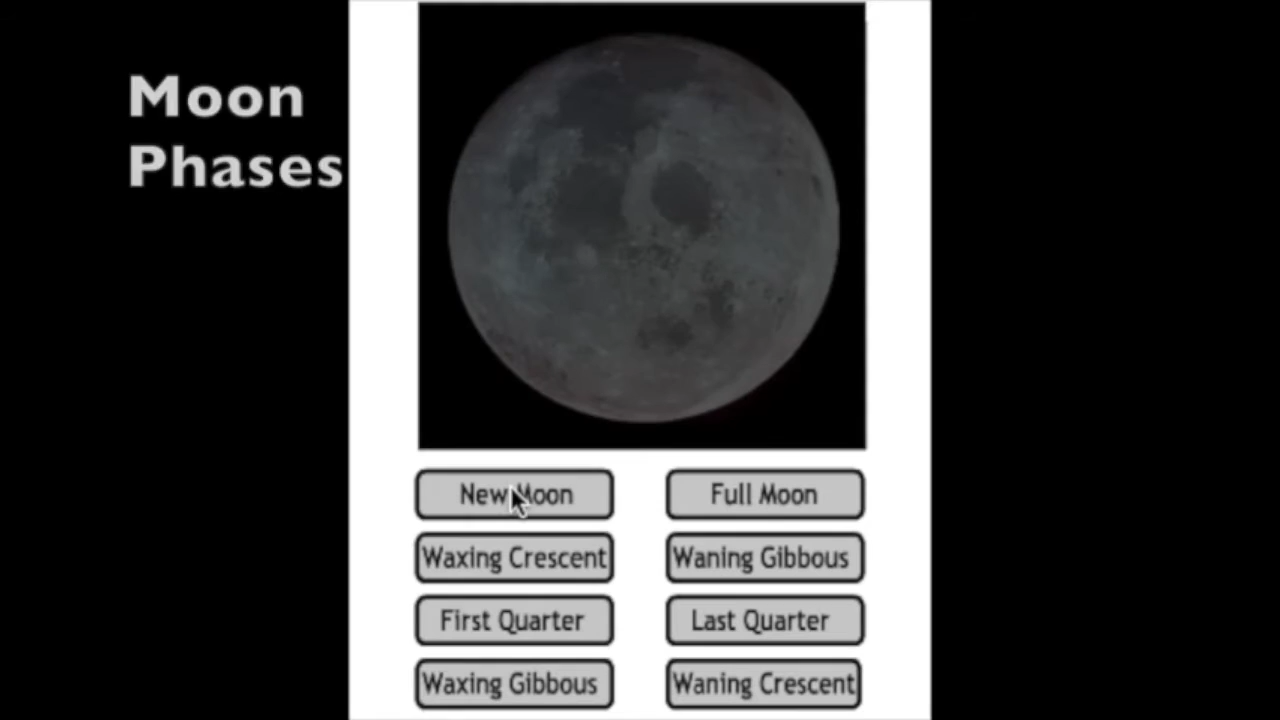 Moon
Phases
New Moon
Full Moon
Waxing Crescent
Waning Gibbous
First Quarter
Last Quarter
Waxing Gibbous
Waning Crescent